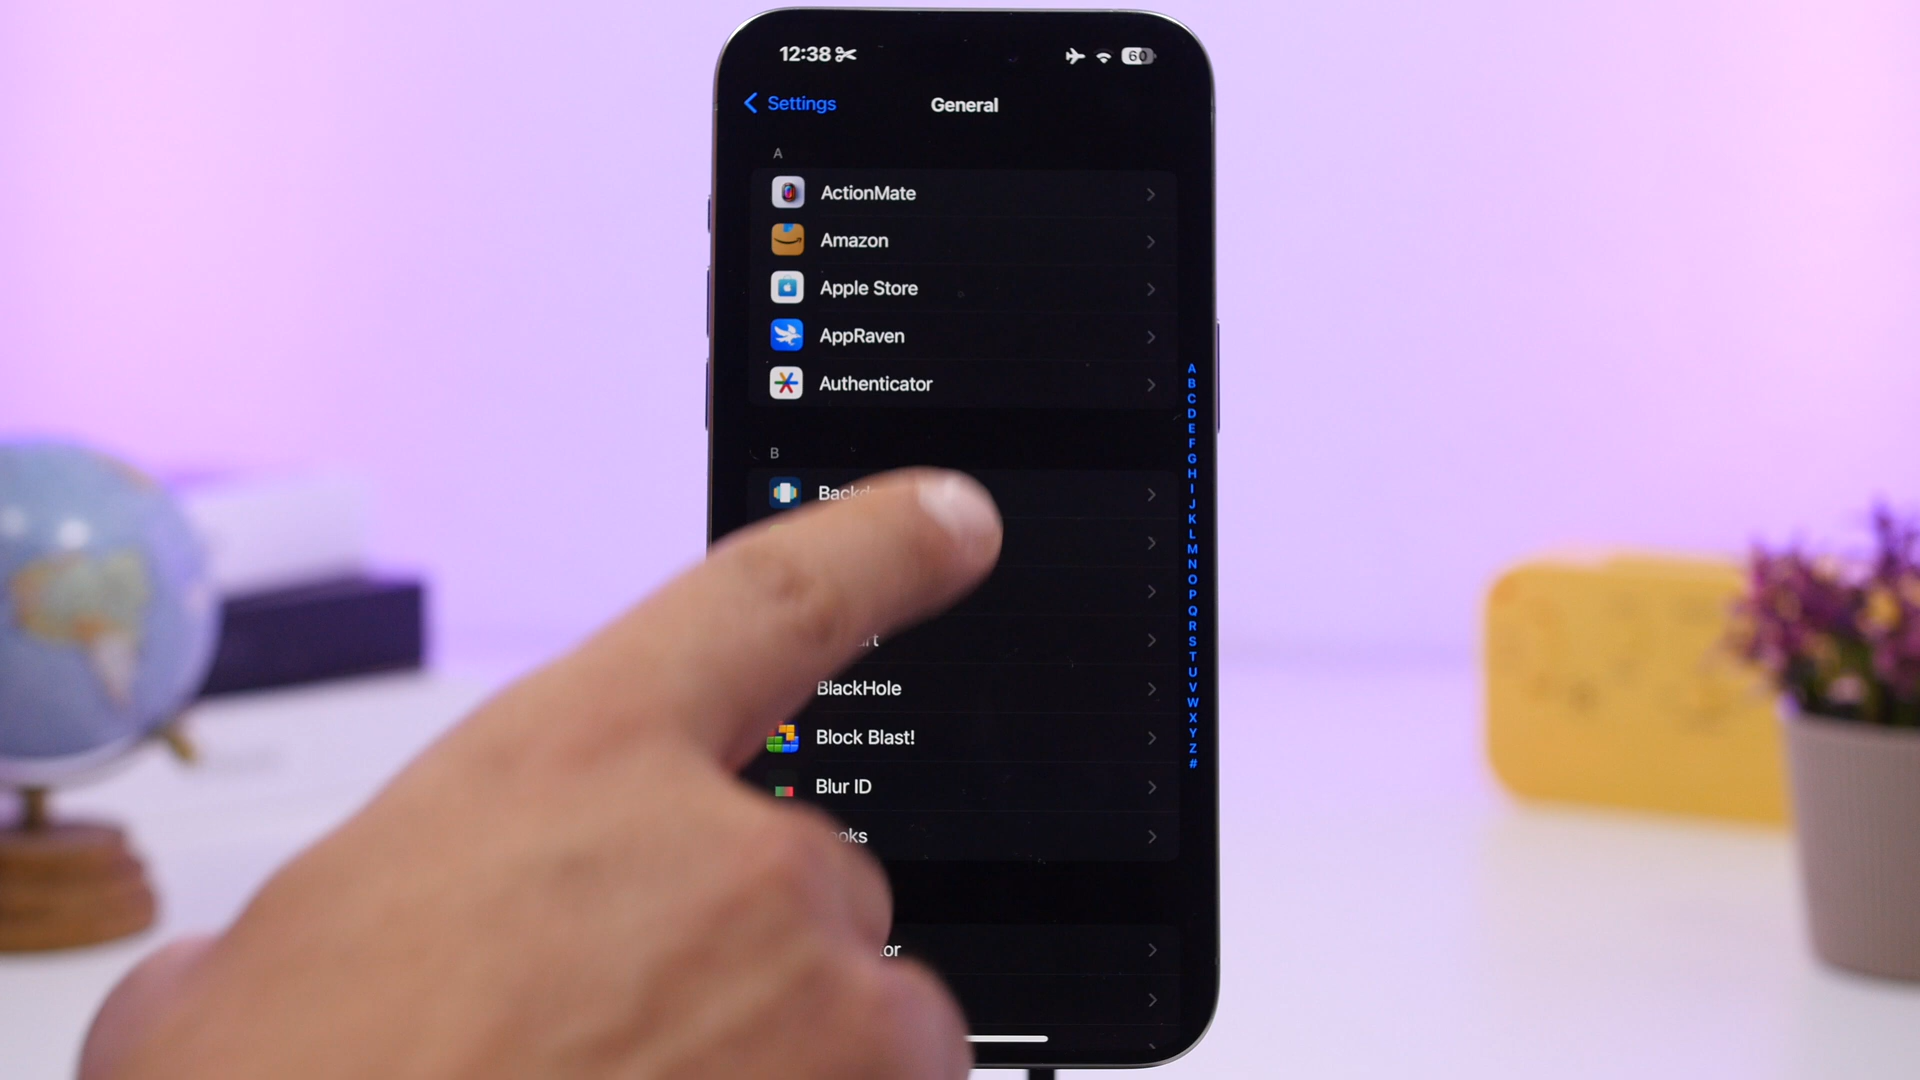 12:38
60
Settings
General
A
ActionMate
Amazon
Apple Store
AppRaven
Authenticator
B
BlackHole
Block Blast!
Blur ID
A
B
C
D
E
F
G
H
I
J
K
L
M
N
O
P
Q
R
S
T
U
V
W
X
Y
Z
#